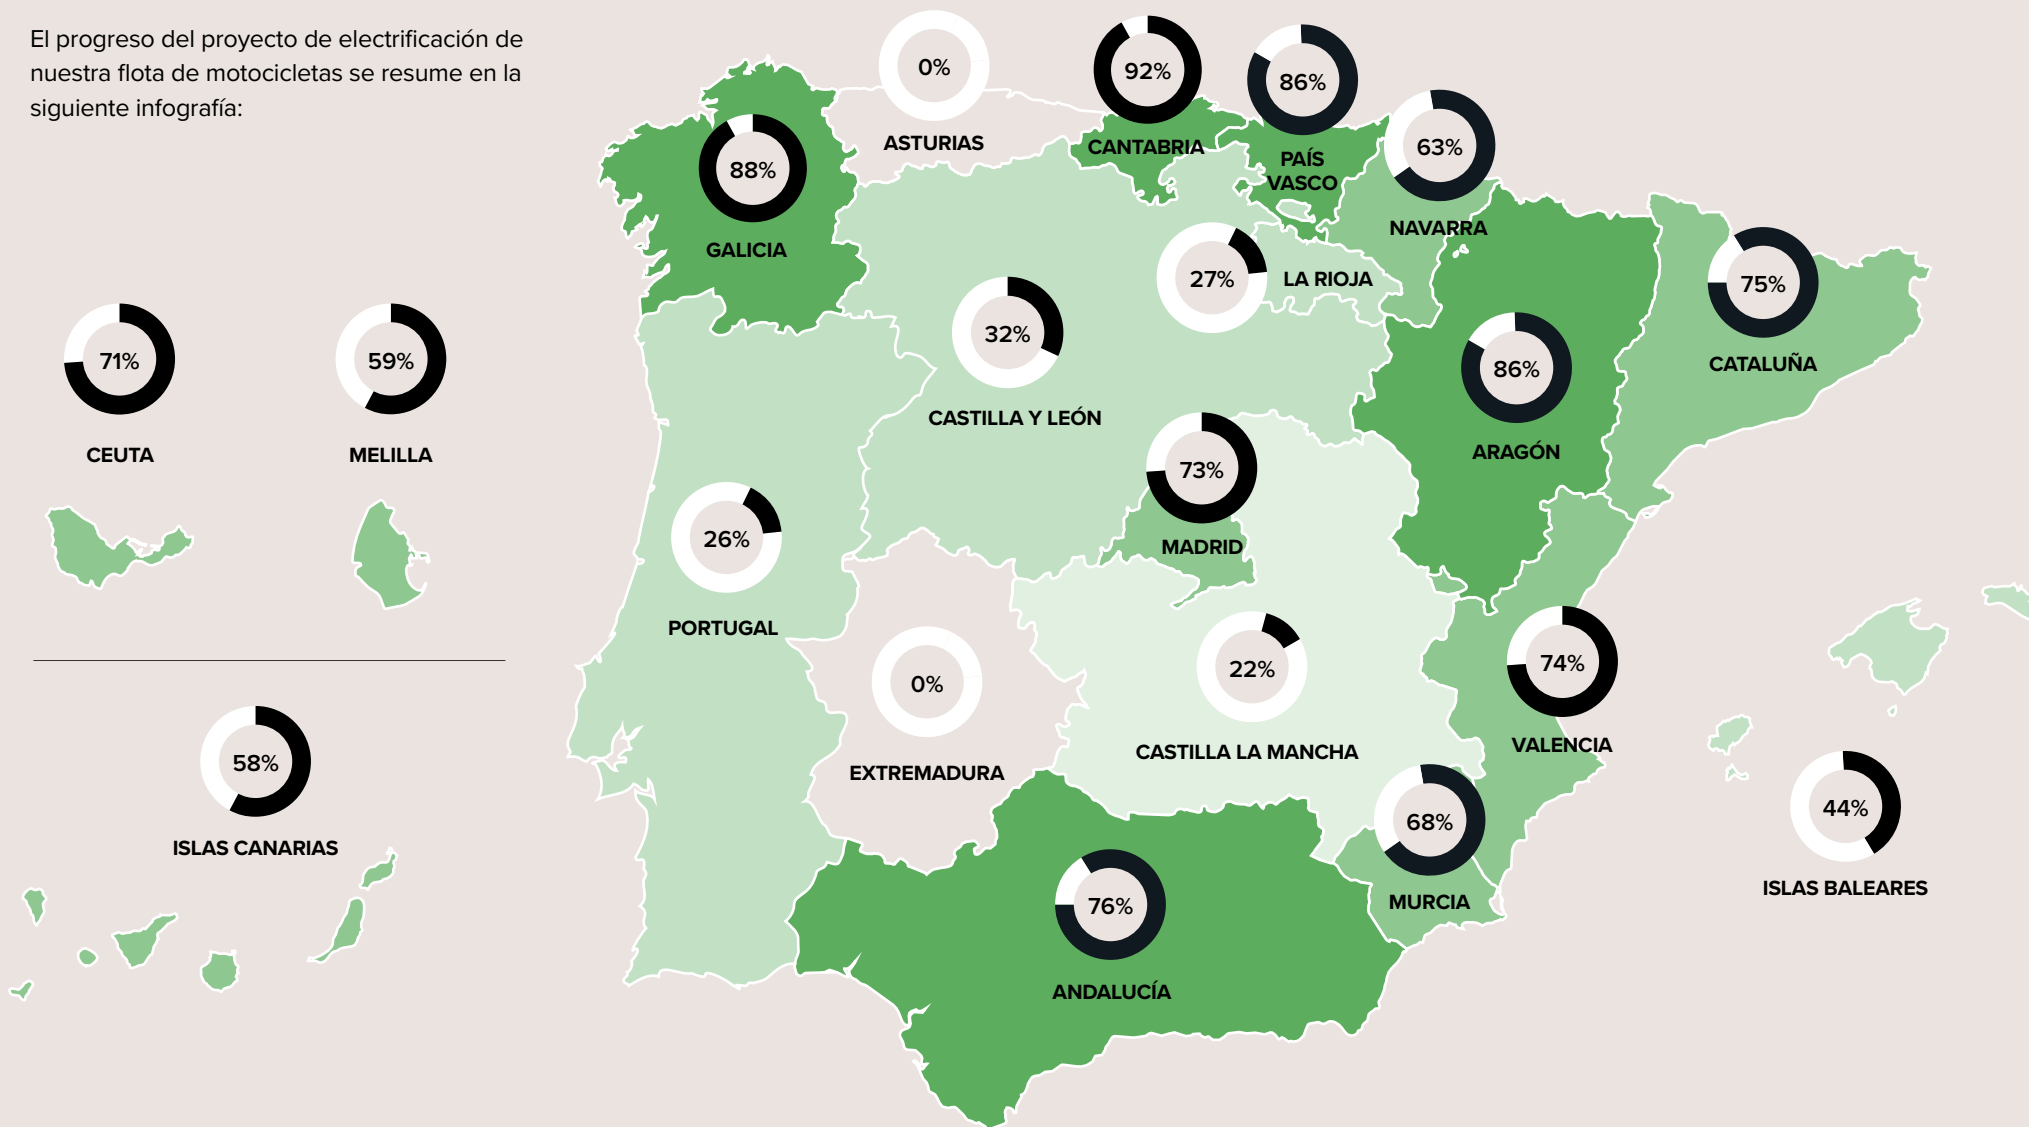 El progreso del proyecto de electrificación de
nuestra flota de motocicletas se resume en la
siguiente infografía:
0%
ASTURIAS
92%
CANTABRIA
86%
PAÍS
VASCO
63%
NAVARRA
88%
GALICIA
27%
LA RIOJA
75%
CATALUÑA
32%
CASTILLA Y LEÓN
86%
ARAGÓN
71%
CEUTA
59%
MELILLA
73%
MADRID
26%
PORTUGAL
0%
EXTREMADURA
22%
CASTILLA LA MANCHA
74%
VALENCIA
58%
ISLAS CANARIAS
68%
MURCIA
44%
ISLAS BALEARES
76%
ANDALUCÍA